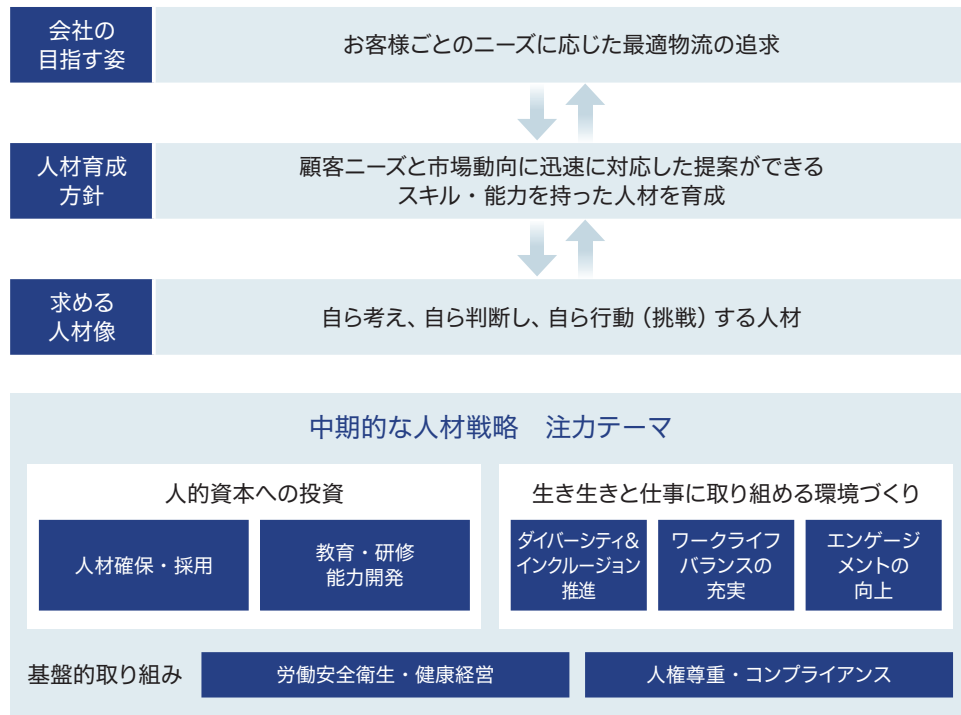 会社の
目指す姿
お客様ごとのニーズに応じた最適物流の追求
人材育成
方針
顧客ニーズと市場動向に迅速に対応した提案ができる
スキル・能力を持った人材を育成
求める
人材像
自ら考え、自ら判断し、自ら行動（挑戦）する人材
中期的な人材戦略　注力テーマ
人的資本への投資
人材確保・採用
教育・研修
能力開発
生き生きと仕事に取り組める環境づくり
ダイバーシティ&
インクルージョン
推進
ワークライフ
バランスの
充実
エンゲージ
メントの
向上
基盤的取り組み
労働安全衛生・健康経営
人権尊重・コンプライアンス